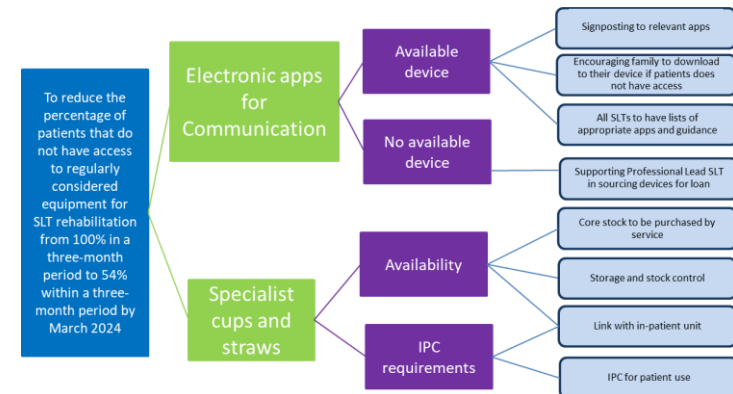 To reduce the
percentage of
patients that do
not have access
to regularly
considered
equipment for
SLT rehabilitation
from 100% in a
three-month
period to 54%
within a three-
month period by
March 2024
Electronic apps
for
Communication
Specialist
cups and
straws
Available
device
No available
device
Availability
IPC
requirements
Signposting to relevant apps
Encouraging family to download
to their device if patients does
not have access
All SLTs to have lists of
appropriate apps and guidance
Supporting Professional Lead SLT
in sourcing devices for loan
Core stock to be purchased by
service
Storage and stock control
Link with in-patient unit
IPC for patient use